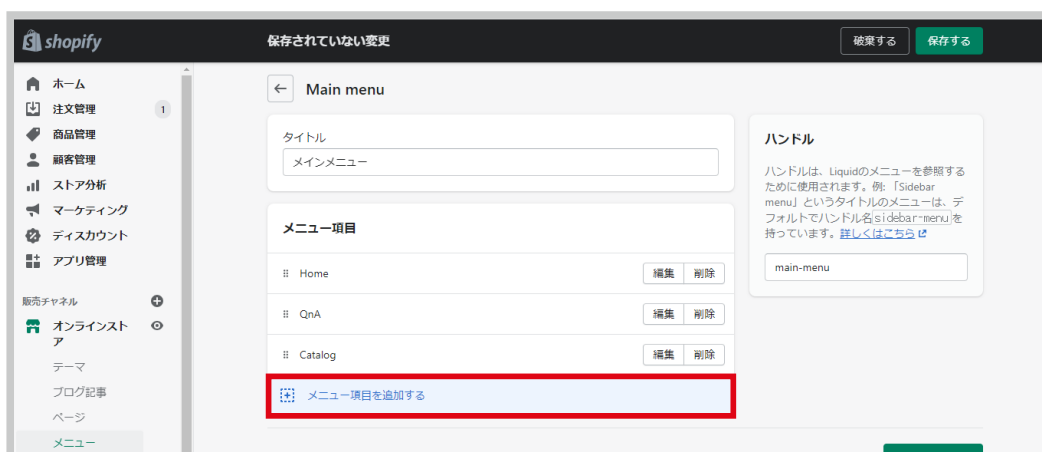 shopify
保存されていない変更
破棄する
保存する
ホーム
注文管理
1
商品管理
顧客管理
ストア分析
マーケティング
ディスカウント
アプリ管理
販売チャネル
オンラインスト
ア
テーマ
ブログ記事
ページ
メニュー
Main menu
タイトル
メインメニュー
メニュー項目
Home
編集
削除
QnA
編集
削除
Catalog
編集
削除
メニュー項目を追加する
ハンドル
ハンドルは、Liquidのメニューを参照する
ために使用されます。例: 「Sidebar
menu」というタイトルのメニューは、デ
フォルトでハンドル名sidebar-menuを
持っています。詳しくはこちら
main-menu